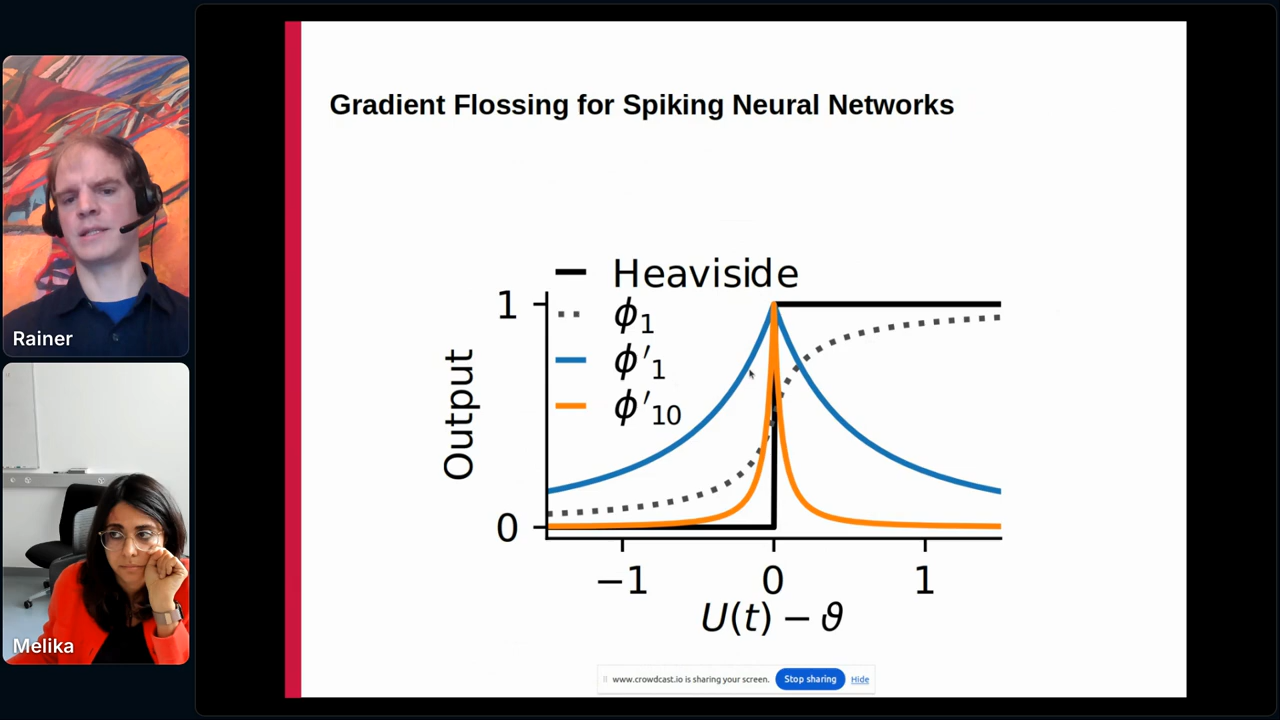 Gradient Flossing for Spiking Neural Networks
Heaviside
ϕ₁
ϕ′₁
ϕ′₁₀
Output
1
0
−1 0 1
U(t) − ϑ
Rainer
Melika
www.crowdcast.io is sharing your screen. Stop sharing Hide